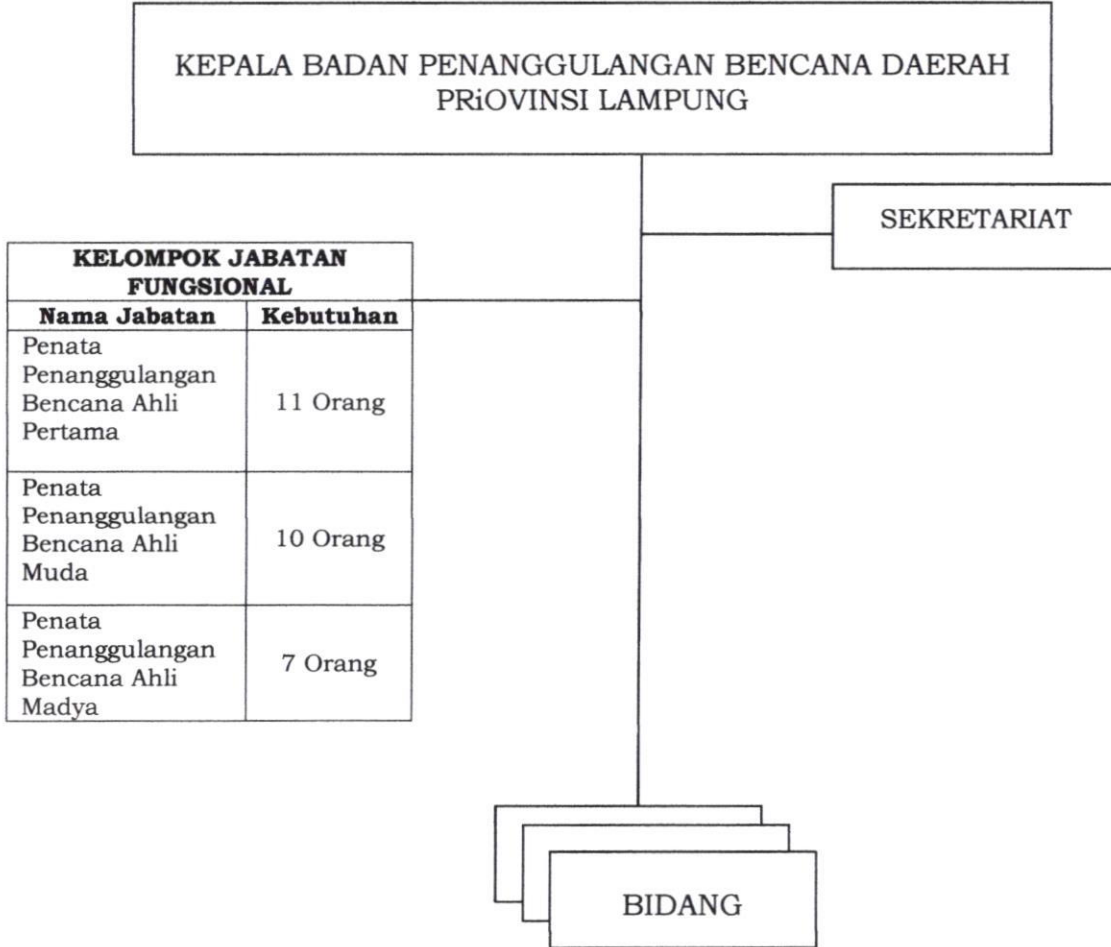 KEPALA BADAN PENANGGULANGAN BENCANA DAERAH
PRiOVINSI LAMPUNG
SEKRETARIAT
KELOMPOK JABATAN
FUNGSIONAL
Nama Jabatan Kebutuhan
Penata
Penanggulangan
Bencana Ahli
Pertama
11 Orang
Penata
Penanggulangan
Bencana Ahli
Muda
10 Orang
Penata
Penanggulangan
Bencana Ahli
Madya
7 Orang
BIDANG